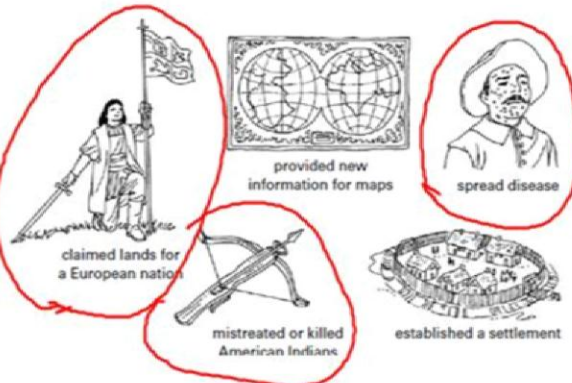 provided new
information for maps
spread disease
claimed lands for
a European nation
mistreated or killed
American Indians
established a settlement